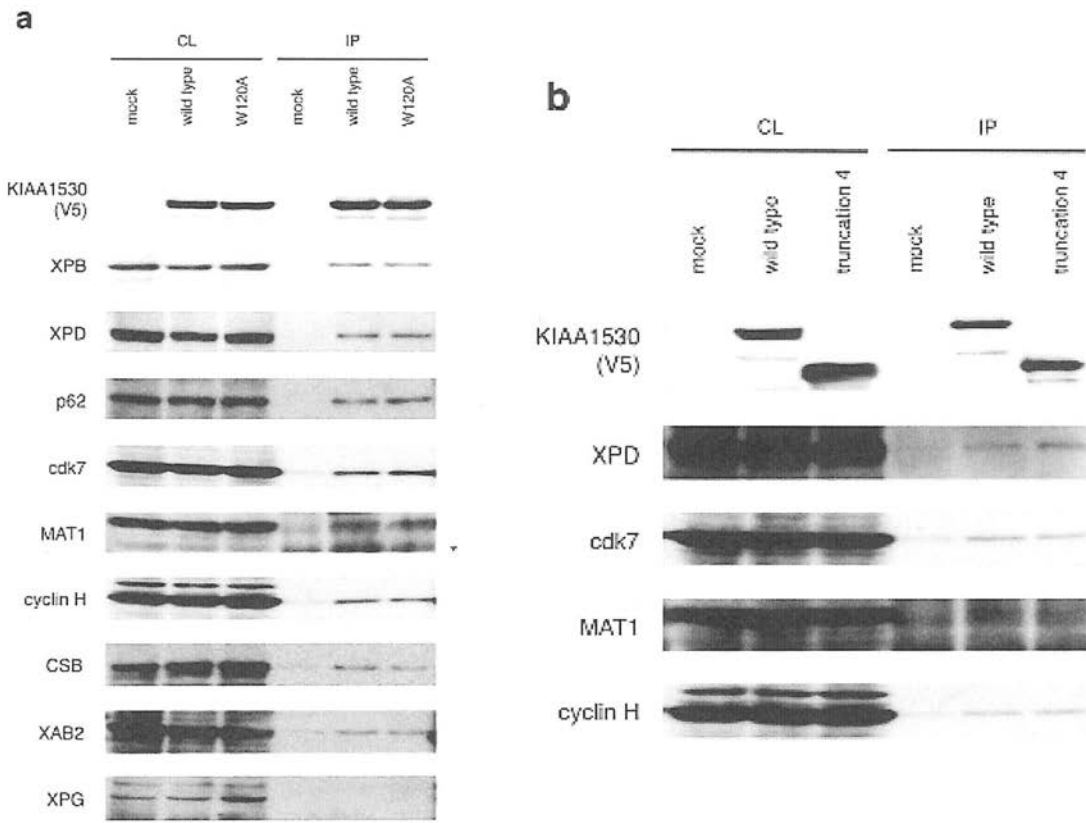 a
CL IP
mock wild type W120A mock wild type W120A
KIAA1530
(V5)
XPB
XPD
p62
cdk7
MAT1
cyclin H
CSB
XAB2
XPG
b
CL IP
mock wild type truncation 4 mock wild type truncation 4
KIAA1530
(V5)
XPD
cdk7
MAT1
cyclin H